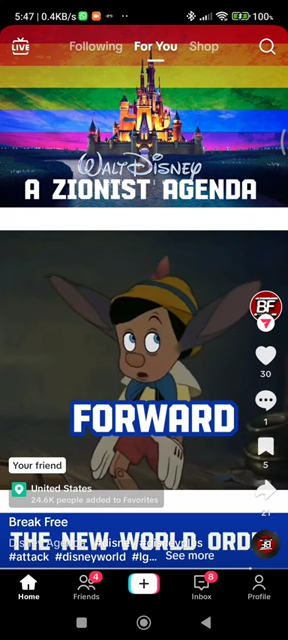 5:47 | 0.4KB/s
100%
LIVE
Following For You Shop
WALT DISNEY
A ZIONIST AGENDA
FORWARD
BF
30
1
5
21
Your friend
United States
24.6K people added to Favorites
Break Free
THE NEW WORLD ORD
#attack #disneyworld #lg... See more
Home
Friends
4
Inbox
8
Profile